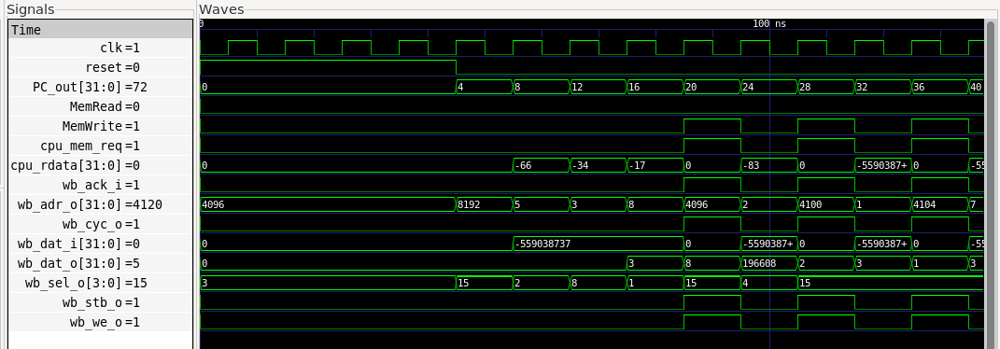 Signals Waves
Time 0 100 ns
clk=1
reset=0
PC_out[31:0]=72 0 4 8 12 16 20 24 28 32 36 40
MemRead=0
MemWrite=1
cpu_mem_req=1
cpu_rdata[31:0]=0 0 -66 -34 -17 0 -83 0 -5590387+ 0 -55
wb_ack_i=1
wb_adr_o[31:0]=4120 4096 8192 5 3 8 4096 2 4100 1 4104 7
wb_cyc_o=1
wb_dat_i[31:0]=0 0 -559038737 0 -5590387+ 0 -5590387+ 0 -55
wb_dat_o[31:0]=5 0 3 8 196608 2 3 1 3
wb_sel_o[3:0]=15 3 15 2 8 1 15 4 15
wb_stb_o=1
wb_we_o=1